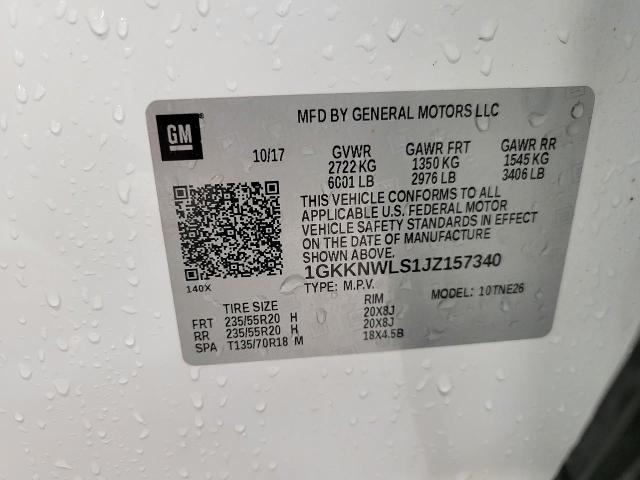 GM
MFD BY GENERAL MOTORS LLC
10/17
GVWR GAWR FRT GAWR RR
2722 KG 1350 KG 1545 KG
6001 LB 2976 LB 3406 LB
THIS VEHICLE CONFORMS TO ALL
APPLICABLE U.S. FEDERAL MOTOR
VEHICLE SAFETY STANDARDS IN EFFECT
ON THE DATE OF MANUFACTURE
SHOWN ABOVE.
140X
1GKKNWLS1JZ157340
TYPE: M.P.V. MODEL: 10TNE26
TIRE SIZE RIM
FRT 235/55R20 H 20X8J
RR 235/55R20 H 20X8J
SPA T135/70R18 M 18X4.5B